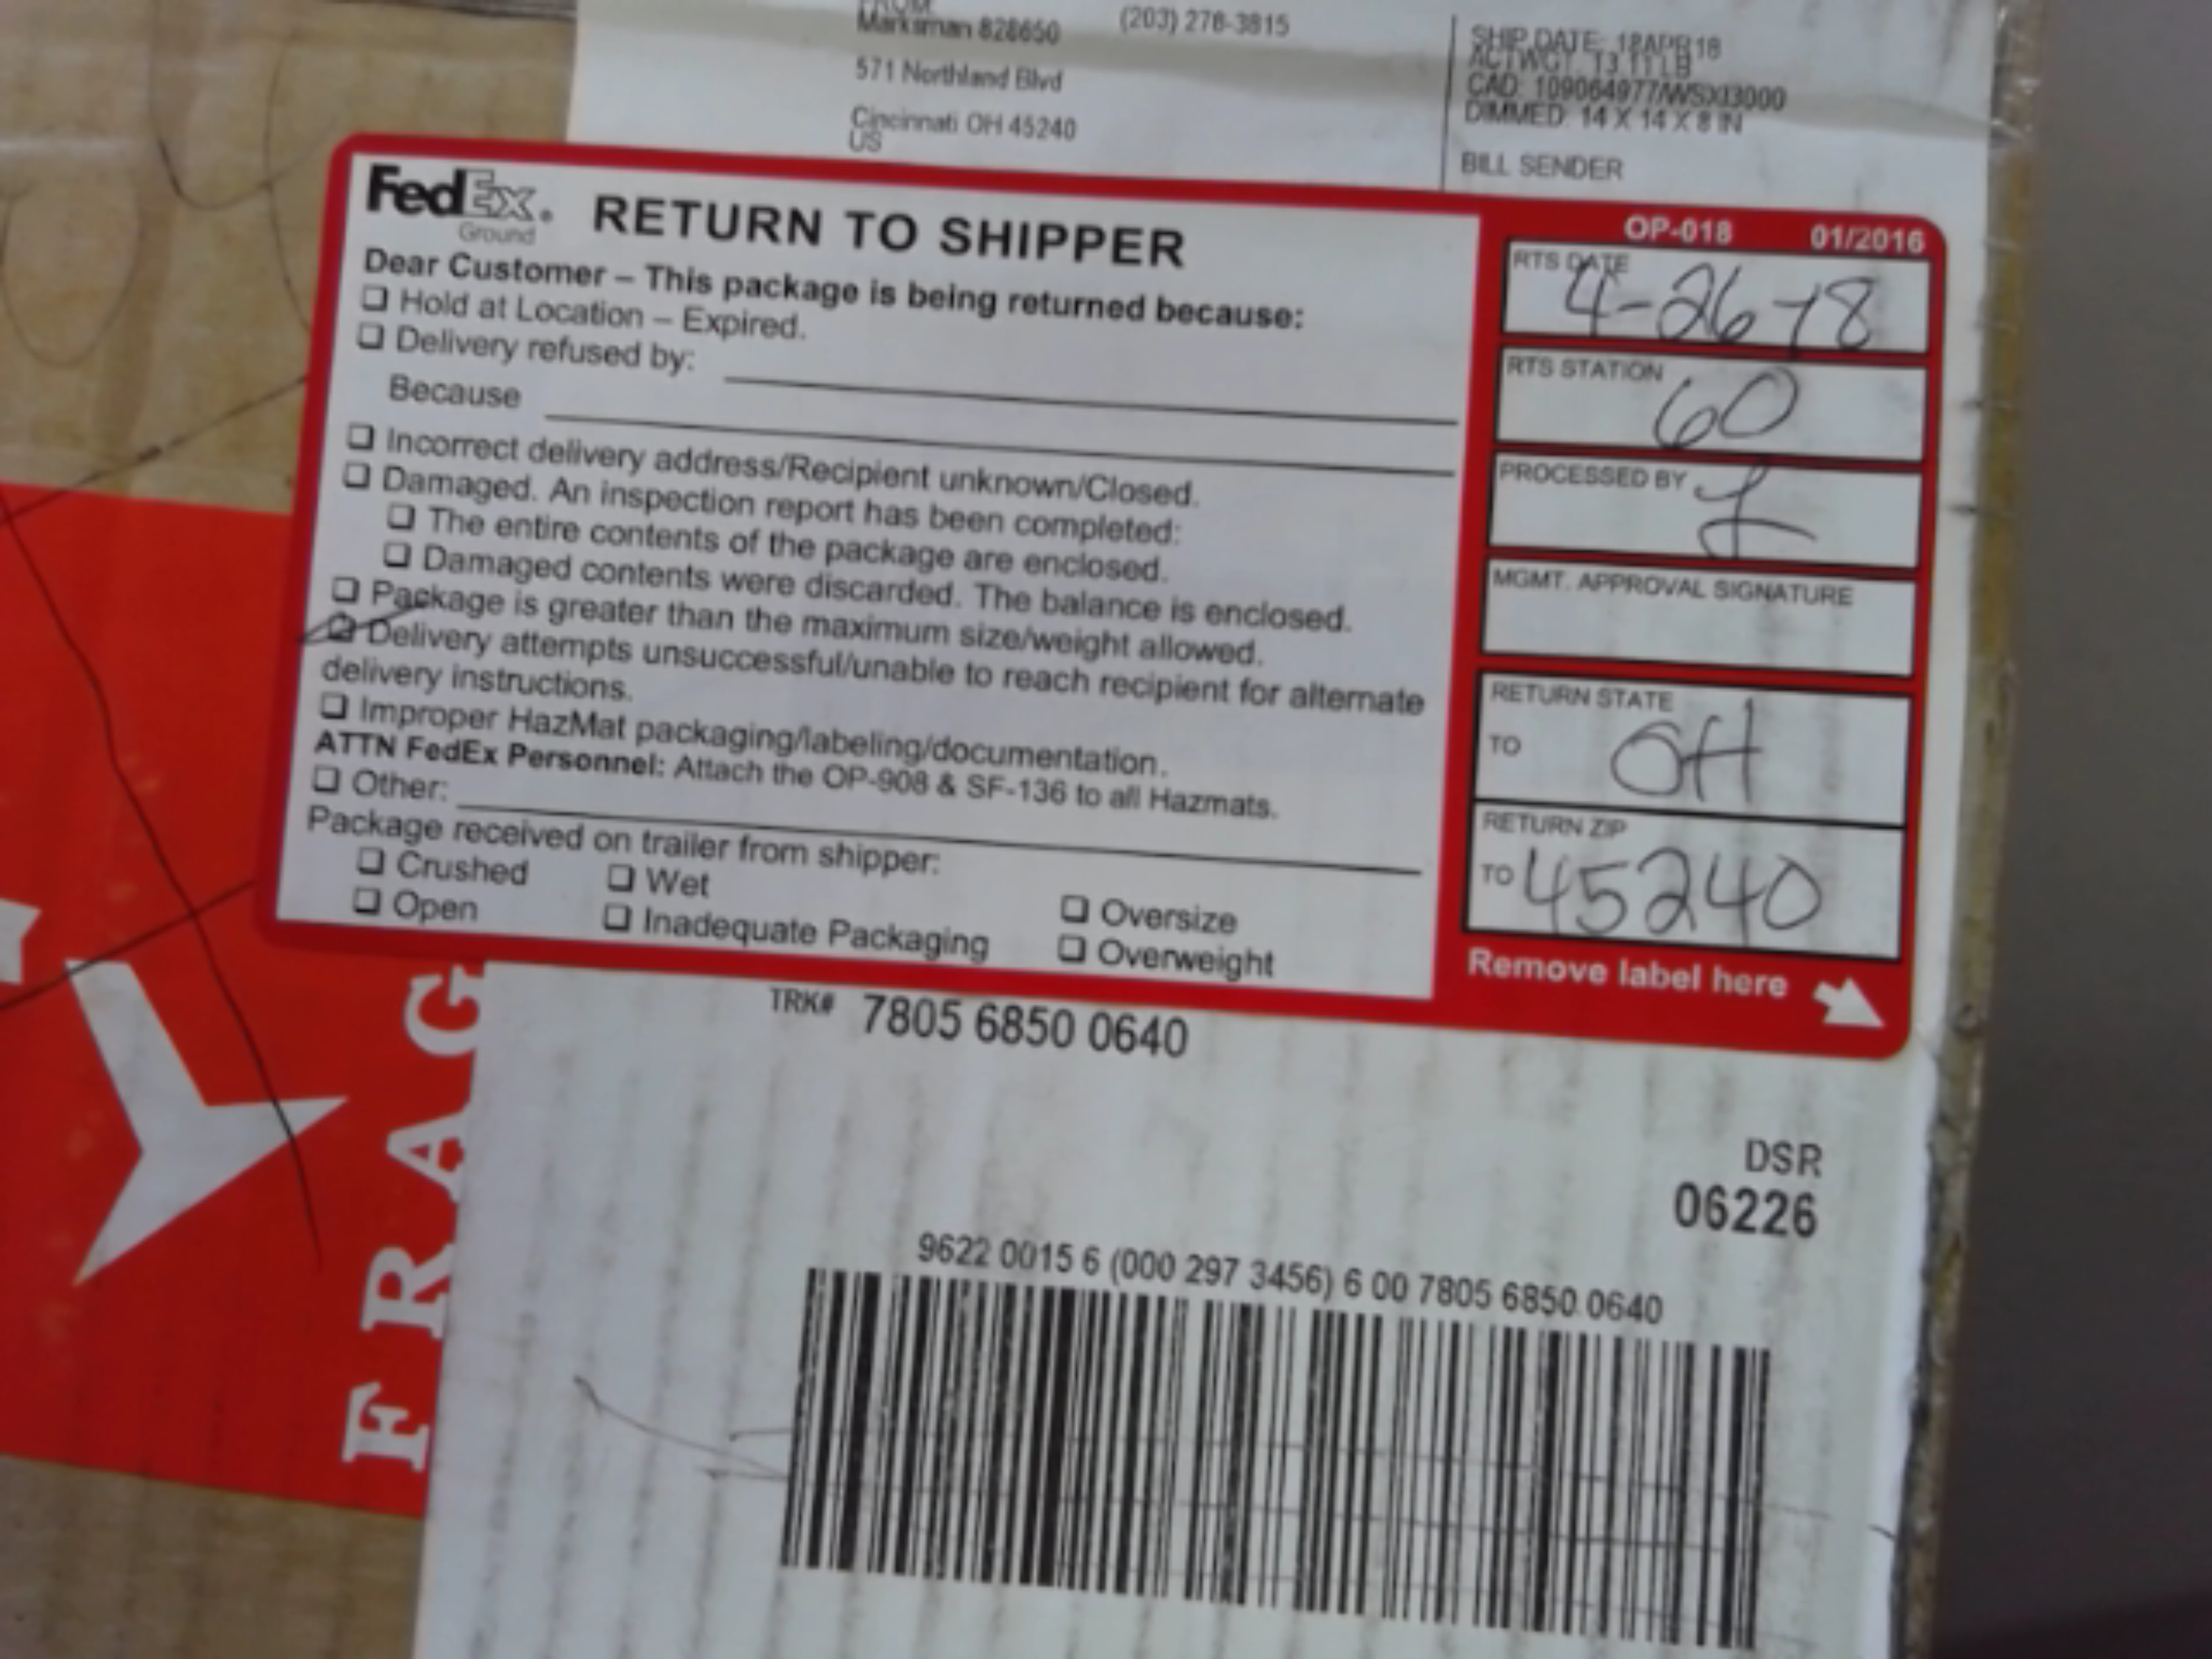 Marksman 828650
(203) 278-3815
571 Northland Blvd
Cincinnati OH 45240
US
SHIP DATE: 18APR18
ACTWGT: 13.11 LB
CAD: 109064977/WSXI3000
DIMMED: 14 X 14 X 8 IN
BILL SENDER
FedEx®
Ground
RETURN TO SHIPPER
Dear Customer – This package is being returned because:
Hold at Location – Expired.
Delivery refused by:
Because
Incorrect delivery address/Recipient unknown/Closed.
Damaged. An inspection report has been completed:
The entire contents of the package are enclosed.
Damaged contents were discarded. The balance is enclosed.
Package is greater than the maximum size/weight allowed.
Delivery attempts unsuccessful/unable to reach recipient for alternate
delivery instructions.
Improper HazMat packaging/labeling/documentation.
ATTN FedEx Personnel: Attach the OP-908 & SF-136 to all Hazmats.
Other:
Package received on trailer from shipper:
Crushed
Wet
Oversize
Open
Inadequate Packaging
Overweight
OP-018 01/2016
RTS DATE
4-26-18
RTS STATION
60
PROCESSED BY
MGMT. APPROVAL SIGNATURE
RETURN STATE
TO OH
RETURN ZIP
TO 45240
Remove label here
TRK# 7805 6850 0640
DSR
06226
9622 0015 6 (000 297 3456) 6 00 7805 6850 0640
FRAG